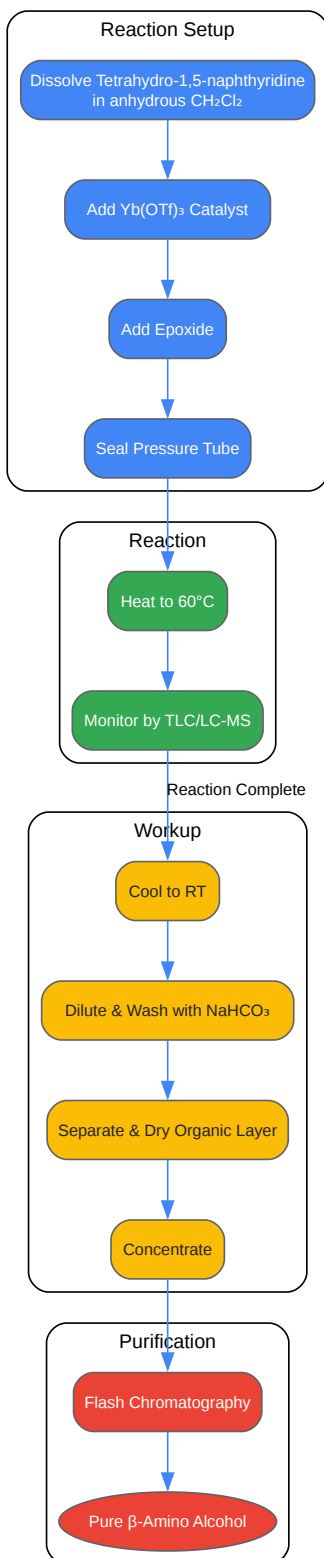 Reaction Setup
Dissolve Tetrahydro-1,5-naphthyridine
in anhydrous CH₂Cl₂
Add Yb(OTf)₃ Catalyst
Add Epoxide
Seal Pressure Tube
Reaction
Heat to 60°C
Monitor by TLC/LC-MS
Reaction Complete
Workup
Cool to RT
Dilute & Wash with NaHCO₃
Separate & Dry Organic Layer
Concentrate
Purification
Flash Chromatography
Pure β-Amino Alcohol